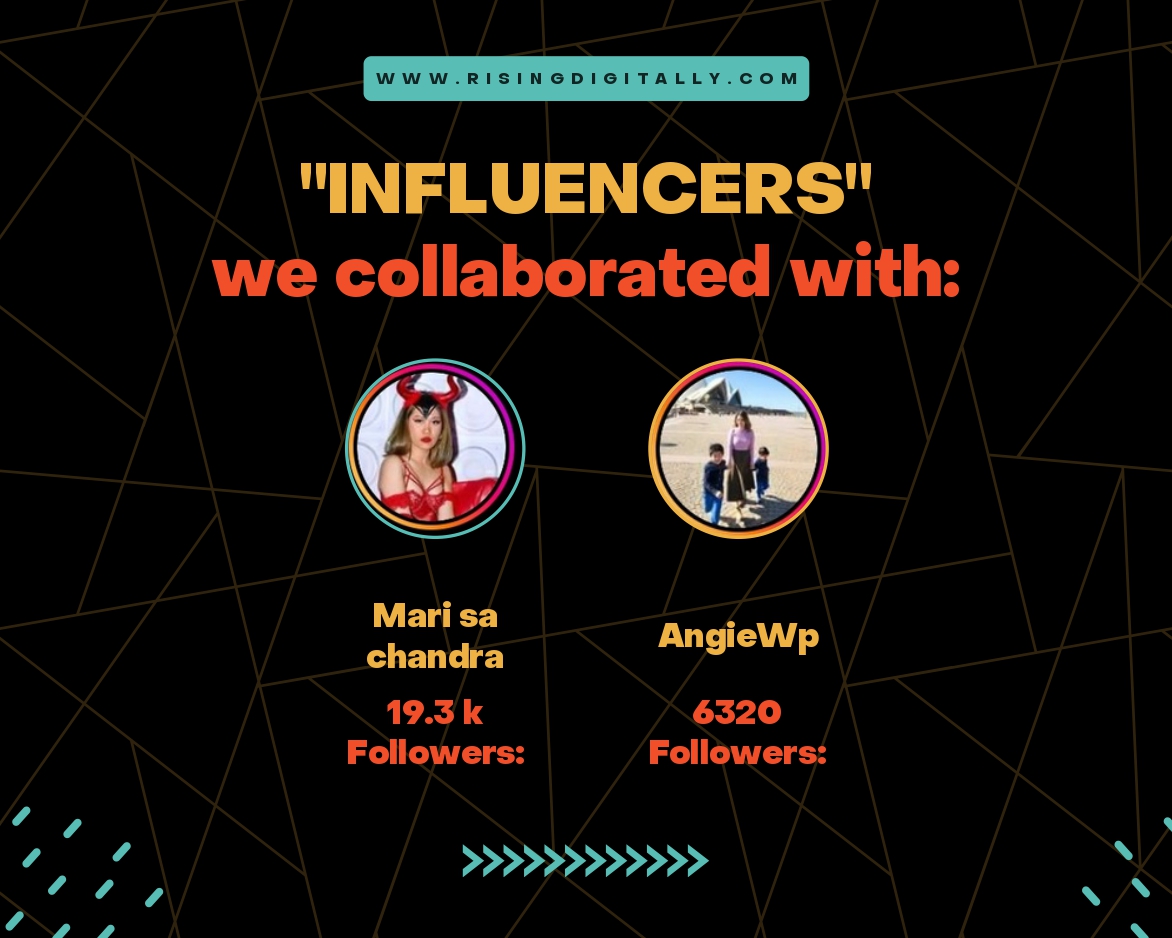 WWW.RISINGDIGITALLY.COM
"INFLUENCERS"
we collaborated with:
Mari sa
chandra
19.3 k
Followers:
AngieWp
6320
Followers: